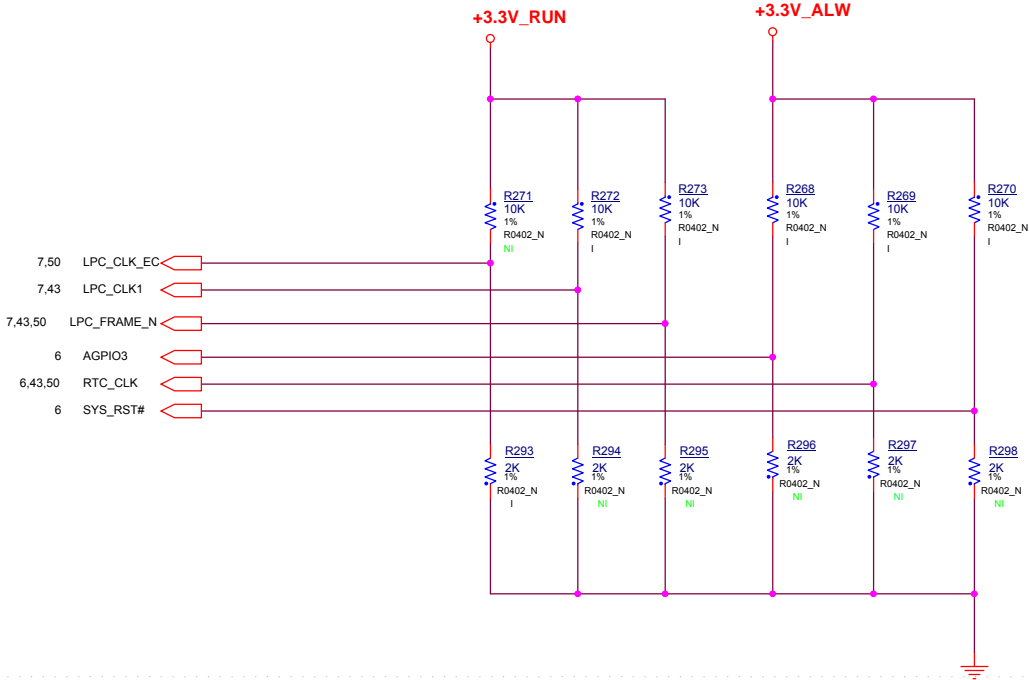 +3.3V_RUN
+3.3V_ALW
R271
10K
1%
R0402_N
NI
R272
10K
1%
R0402_N
I
R273
10K
1%
R0402_N
I
R268
10K
1%
R0402_N
I
R269
10K
1%
R0402_N
I
R270
10K
1%
R0402_N
I
7,50 LPC_CLK_EC
7,43 LPC_CLK1
7,43,50 LPC_FRAME_N
6 AGPIO3
6,43,50 RTC_CLK
6 SYS_RST#
R293
2K
1%
R0402_N
I
R294
2K
1%
R0402_N
NI
R295
2K
1%
R0402_N
NI
R296
2K
1%
R0402_N
NI
R297
2K
1%
R0402_N
NI
R298
2K
1%
R0402_N
NI